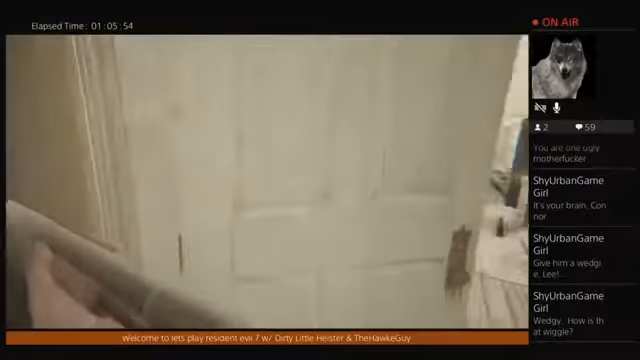 Elapsed Time : 01:05:54
ON AIR
2
59
You are one ugly
motherfucker
ShyUrbanGame
Girl
It's your brain, Con
nor
ShyUrbanGame
Girl
Give him a wedgi
e, Lee!
ShyUrbanGame
Girl
Wedgy. How is th
at wiggle?
Welcome to lets play resident evil 7 w/ Dirty Little Heister & TheHawkeGuy